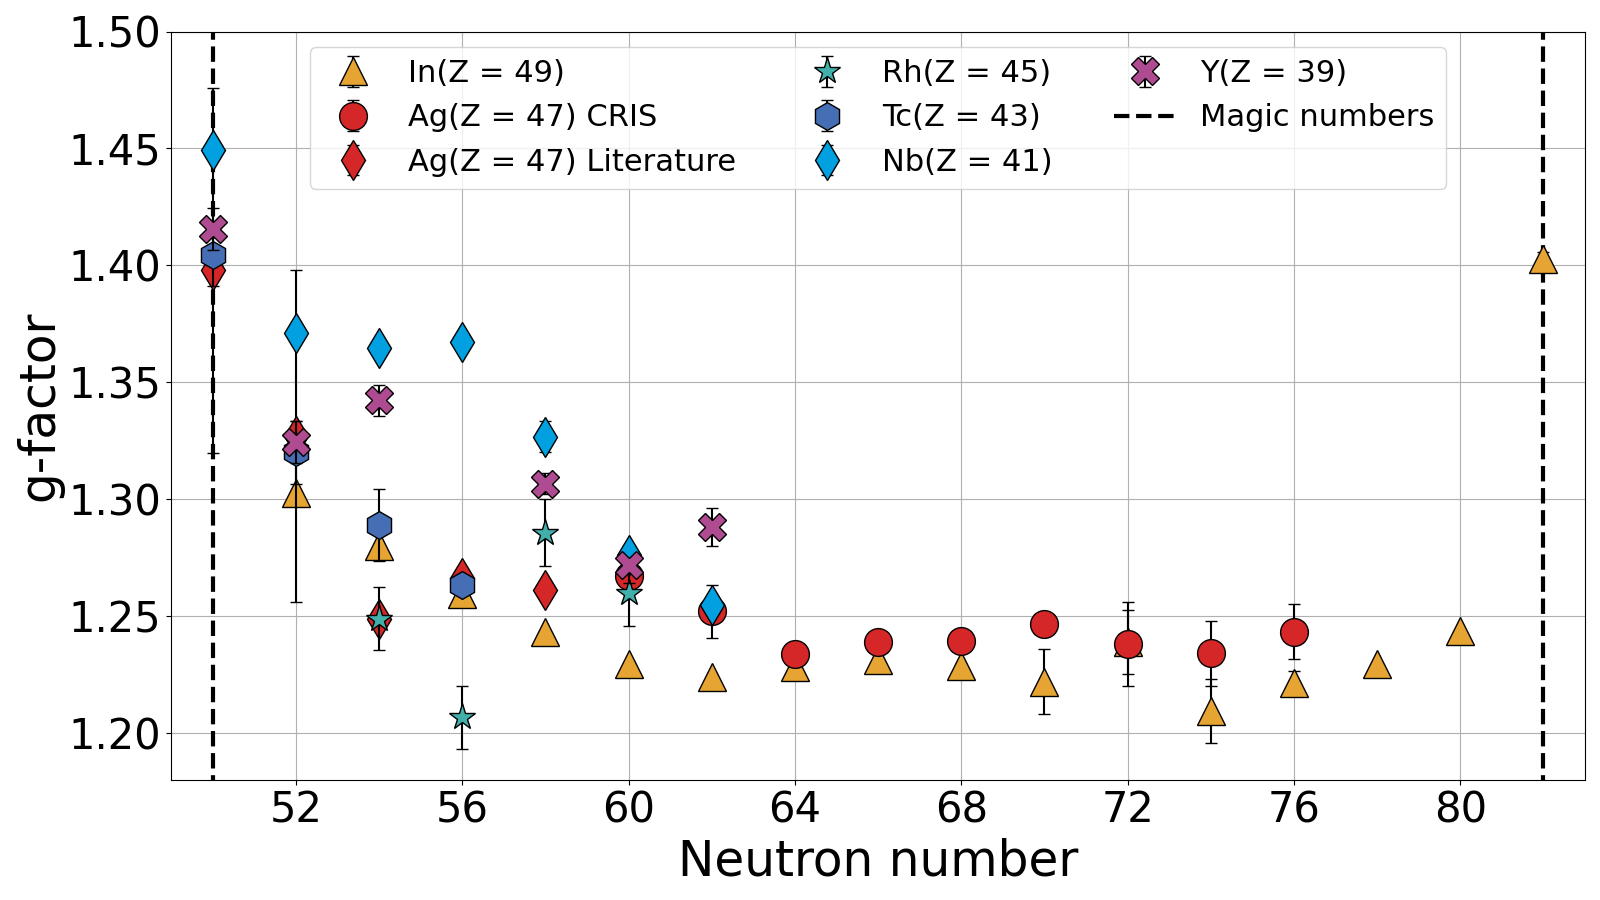 1.50
1.45
1.40
1.35
1.30
1.25
1.20
g-factor
In(Z = 49)
Ag(Z = 47) CRIS
Ag(Z = 47) Literature
Rh(Z = 45)
Tc(Z = 43)
Nb(Z = 41)
Y(Z = 39)
Magic numbers
52 56 60 64 68 72 76 80
Neutron number